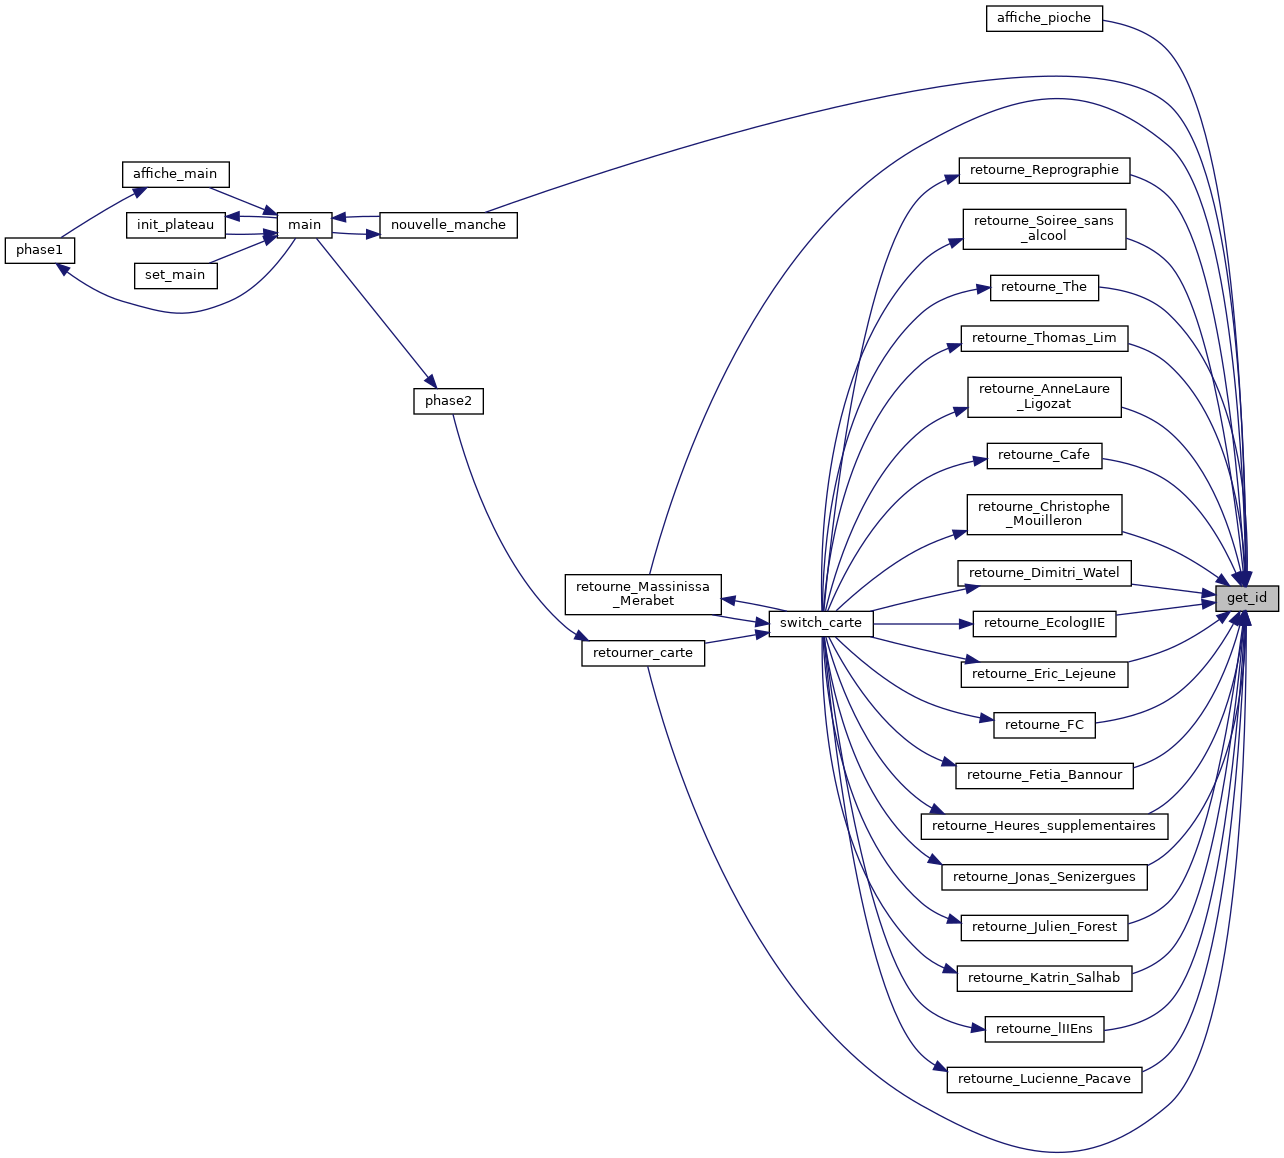 affiche_pioche
retourne_Reprographie
affiche_main
retourne_Soiree_sans
_alcool
init_plateau
main
nouvelle_manche
phase1
set_main
retourne_The
retourne_Thomas_Lim
retourne_AnneLaure
_Ligozat
phase2
retourne_Cafe
retourne_Christophe
_Mouilleron
retourne_Dimitri_Watel
retourne_Massinissa
_Merabet
get_id
switch_carte
retourne_EcologIIE
retourner_carte
retourne_Eric_Lejeune
retourne_FC
retourne_Fetia_Bannour
retourne_Heures_supplementaires
retourne_Jonas_Senizergues
retourne_Julien_Forest
retourne_Katrin_Salhab
retourne_lIIEns
retourne_Lucienne_Pacave